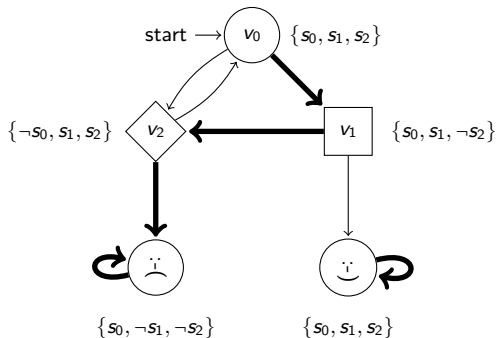 start v₀ {s₀, s₁, s₂}
{¬s₀, s₁, s₂} v₂ v₁ {s₀, s₁, ¬s₂}
{s₀, ¬s₁, ¬s₂} {s₀, s₁, s₂}